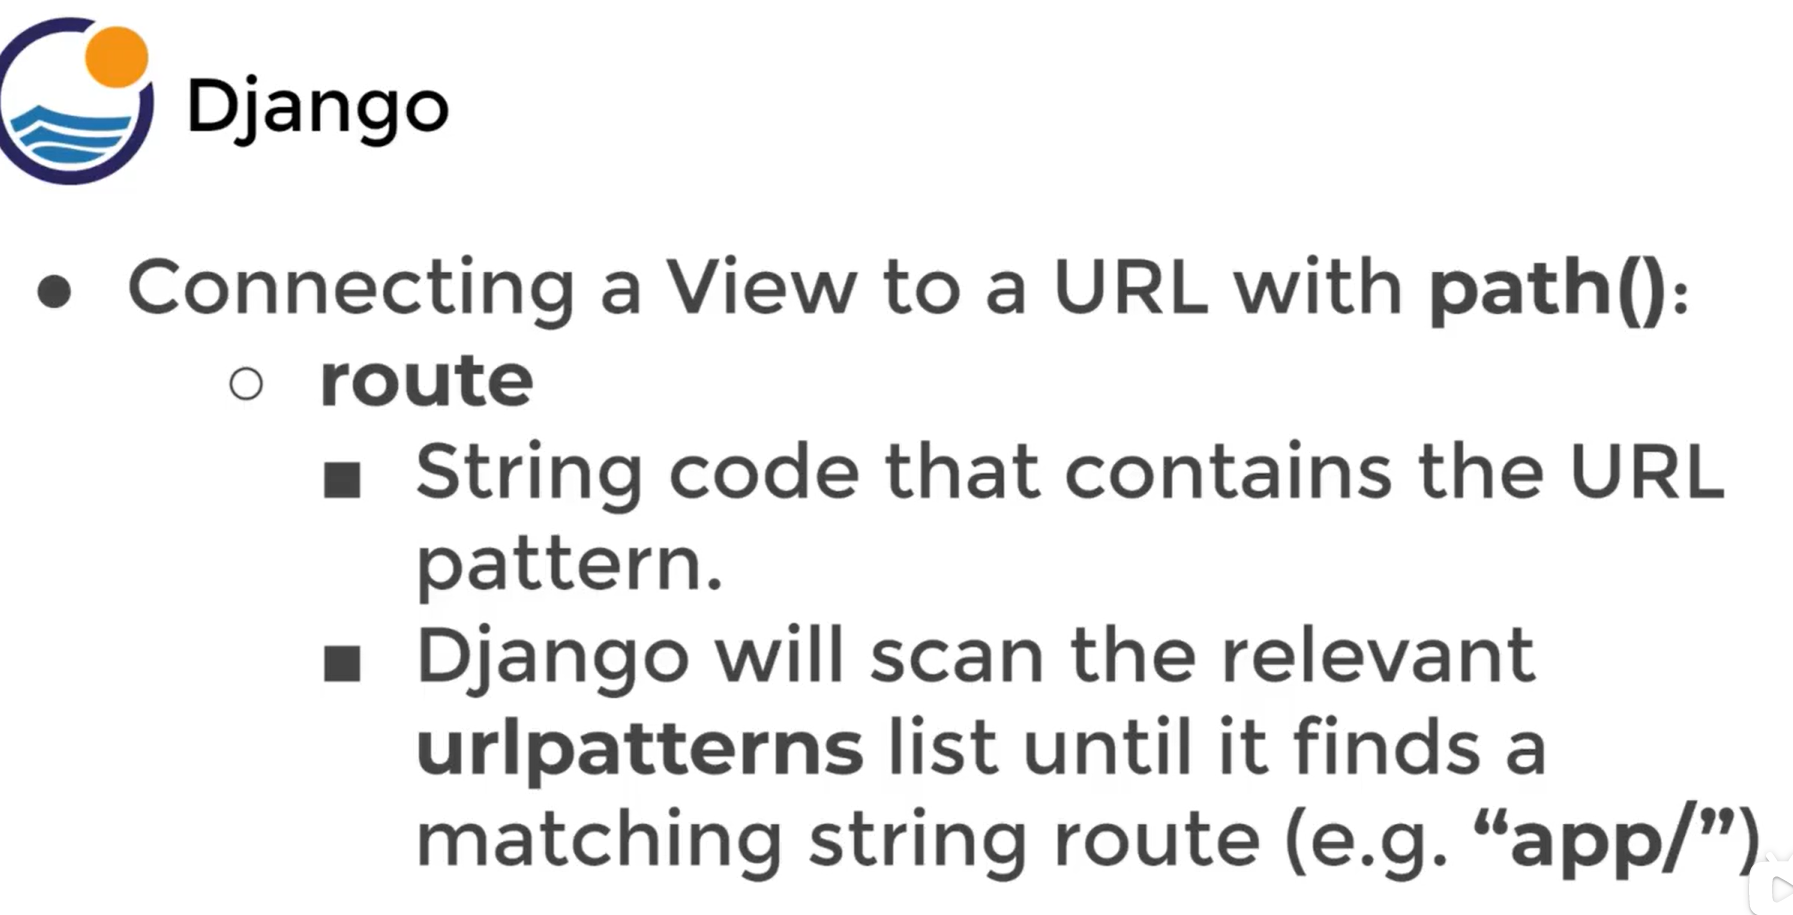 Django
● Connecting a View to a URL with path():
○ route
■ String code that contains the URL
pattern.
■ Django will scan the relevant
urlpatterns list until it finds a
matching string route (e.g. “app/”)